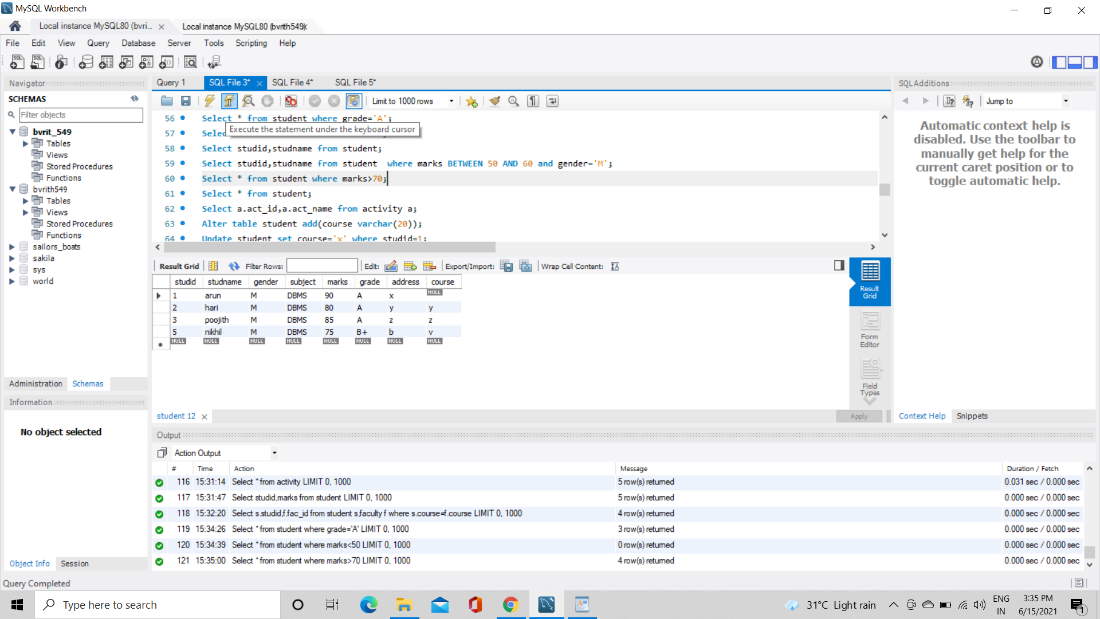 MySQL Workbench
Local instance MySQL80 (bvri... × Local instance MySQL80 (bvrith549) ×
File Edit View Query Database Server Tools Scripting Help
Navigator
SCHEMAS
Filter objects
bvrit_549
Tables
Views
Stored Procedures
Functions
bvrith549
Tables
Views
Stored Procedures
Functions
sailors_boats
sakila
sys
world
Administration Schemas
Information
No object selected
Object Info Session
Query Completed
Query 1 SQL File 3* × SQL File 4* SQL File 5*
Limit to 1000 rows
56 Select * from student where grade='A';
57 Selec
Execute the statement under the keyboard cursor
58 Select studid,studname from student;
59 Select studid,studname from student where marks BETWEEN 50 AND 60 and gender='M';
60 Select * from student where marks>70;
61 Select * from student;
62 Select a.act_id,a.act_name from activity a;
63 Alter table student add(course varchar(20));
64 Update student set course='x' where studid=1;
Result Grid Filter Rows: Edit: Export/Import: Wrap Cell Content:
studid studname gender subject marks grade address course
1 arun M DBMS 90 A x NULL
2 hari M DBMS 80 A y y
3 poojith M DBMS 85 A z z
5 nikhil M DBMS 75 B+ b v
NULL NULL NULL NULL NULL NULL NULL NULL
Result Grid
Form Editor
Field Types
student 12 ×
Apply
Output
Action Output
# Time Action Message Duration / Fetch
116 15:31:14 Select * from activity LIMIT 0, 1000 5 row(s) returned 0.031 sec / 0.000 sec
117 15:31:47 Select studid,marks from student LIMIT 0, 1000 5 row(s) returned 0.000 sec / 0.000 sec
118 15:32:20 Select s.studid,f.fac_id from student s,faculty f where s.course=f.course LIMIT 0, 1000 4 row(s) returned 0.000 sec / 0.000 sec
119 15:34:26 Select * from student where grade='A' LIMIT 0, 1000 3 row(s) returned 0.000 sec / 0.000 sec
120 15:34:39 Select * from student where marks<50 LIMIT 0, 1000 0 row(s) returned 0.000 sec / 0.000 sec
121 15:35:00 Select * from student where marks>70 LIMIT 0, 1000 4 row(s) returned 0.000 sec / 0.000 sec
SQLAdditions
Jump to
Automatic context help is
disabled. Use the toolbar to
manually get help for the
current caret position or to
toggle automatic help.
Context Help Snippets
Type here to search
31°C Light rain
ENG
IN
3:35 PM
6/15/2021
1